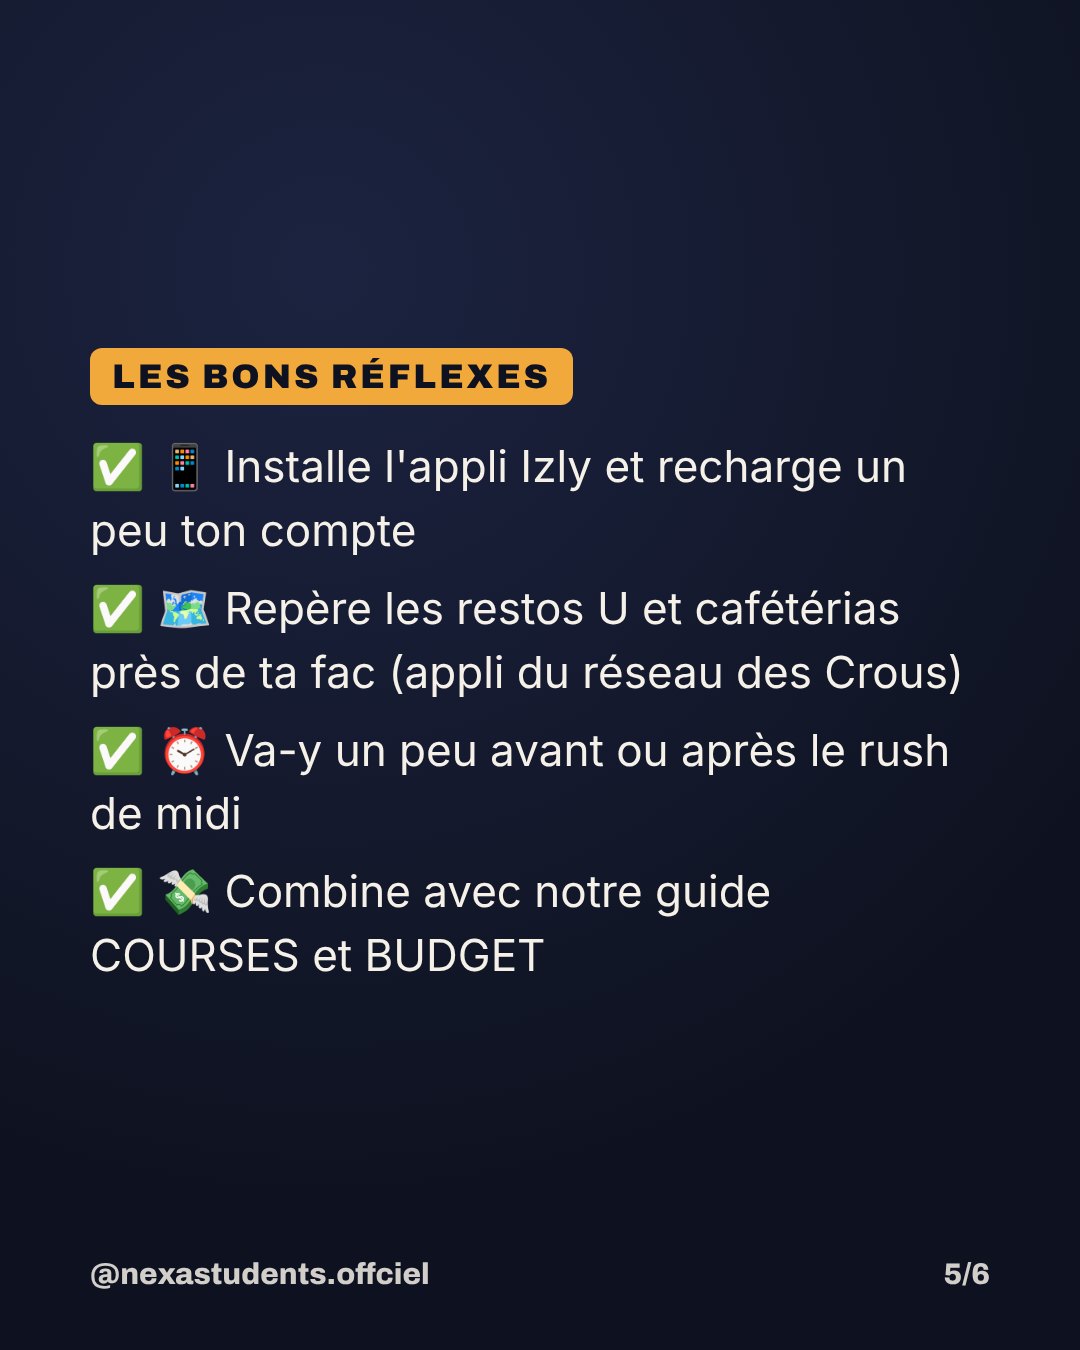 LES BONS RÉFLEXES
✅ 📱 Installe l'appli Izly et recharge un
peu ton compte
✅ 🗺️ Repère les restos U et cafétérias
près de ta fac (appli du réseau des Crous)
✅ ⏰ Va-y un peu avant ou après le rush
de midi
✅ 💸 Combine avec notre guide
COURSES et BUDGET
@nexastudents.offciel
5/6